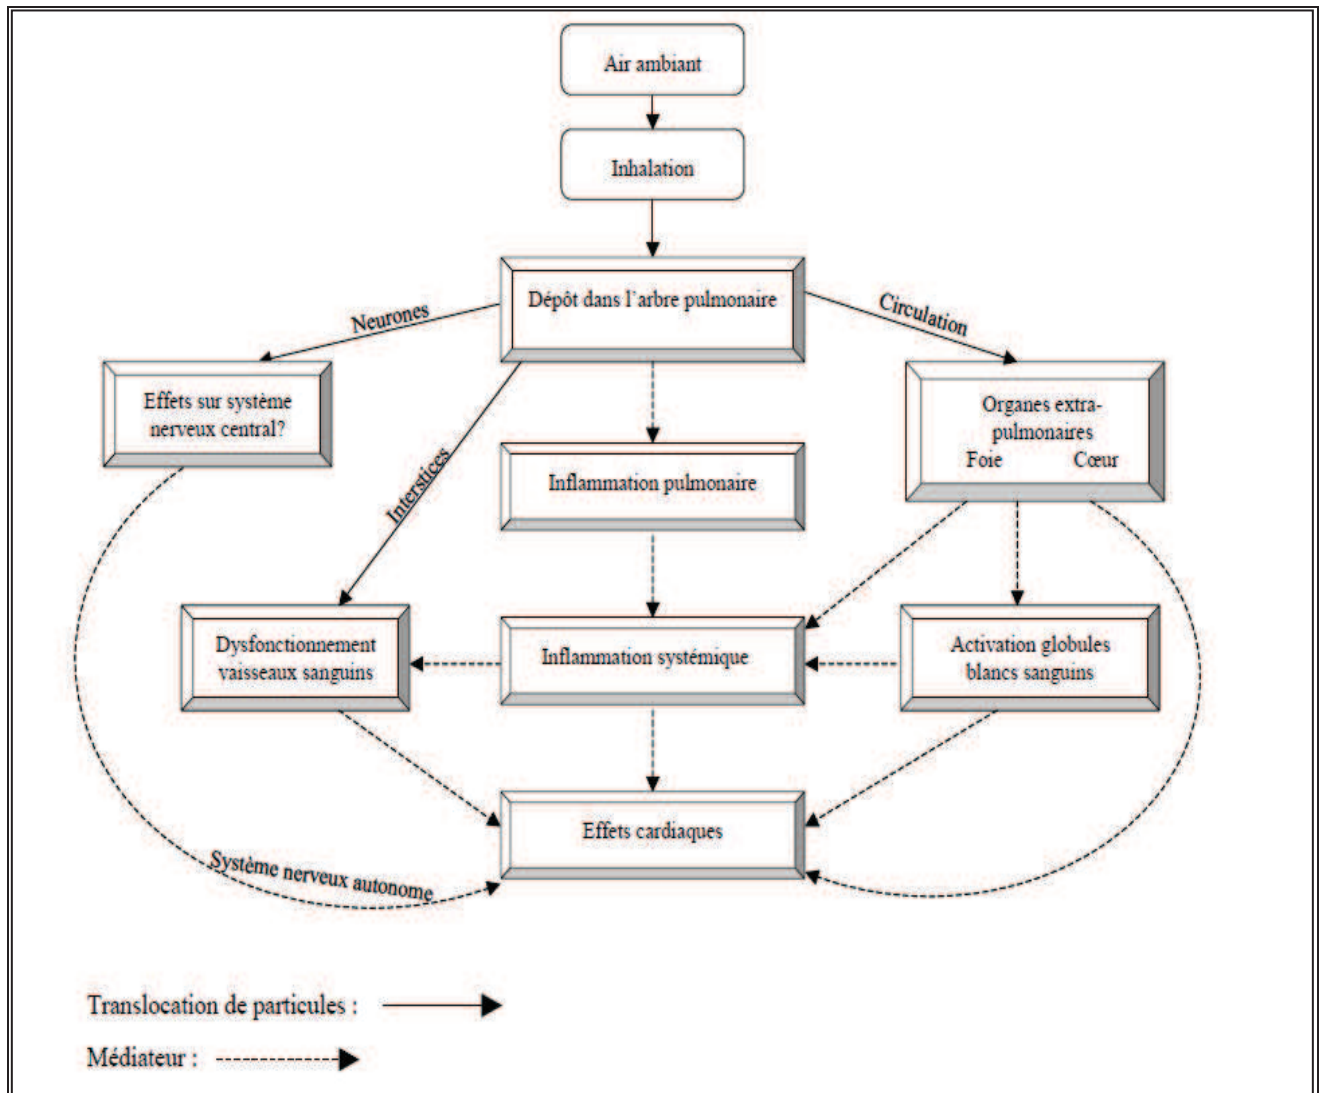 Air ambiant
Inhalation
Dépôt dans l'arbre pulmonaire
Neurones
Circulation
Effets sur système
nerveux central?
Organes extra-
pulmonaires
Foie Cœur
Interstices
Inflammation pulmonaire
Dysfonctionnement
vaisseaux sanguins
Inflammation systémique
Activation globules
blancs sanguins
Effets cardiaques
Système nerveux autonome
Translocation de particules :
Médiateur :